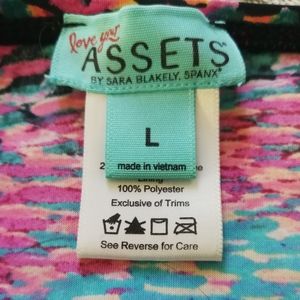 love your
ASSETS
BY SARA BLAKELY, SPANX®
L
made in vietnam
Lining
100% Polyester
Exclusive of Trims
See Reverse for Care